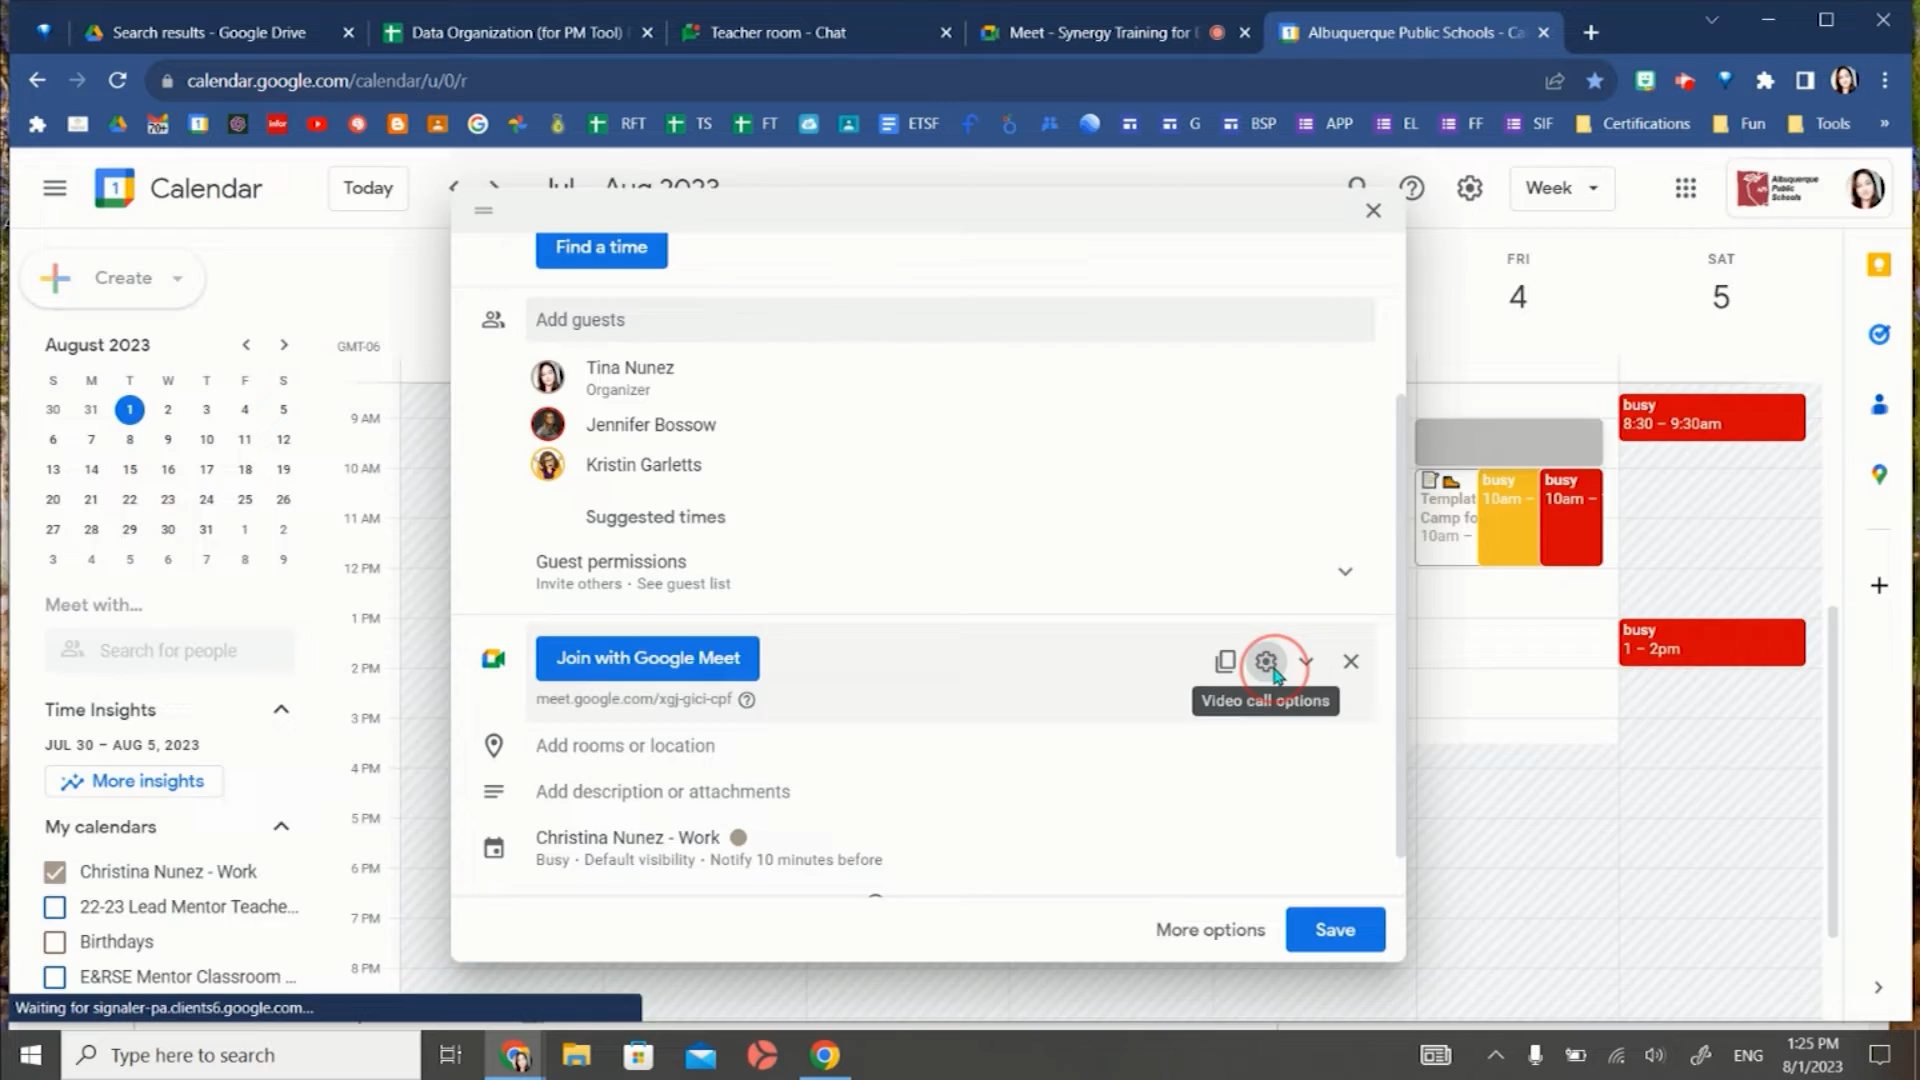 Search results - Google Drive
Data Organization (for PM Tool)
Teacher room - Chat
Meet - Synergy Training for
Albuquerque Public Schools - Ca
calendar.google.com/calendar/u/0/r
70+
infor
RFT
TS
FT
ETSF
G
BSP
APP
EL
FF
SIF
Certifications
Fun
Tools
»
1
Calendar
Today
Week
Albuquerque
Public
Schools
Find a time
Create
Add guests
FRI
4
SAT
5
August 2023
GMT-06
S M T W T F S
30 31 1 2 3 4 5
6 7 8 9 10 11 12
13 14 15 16 17 18 19
20 21 22 23 24 25 26
27 28 29 30 31 1 2
3 4 5 6 7 8 9
Tina Nunez
Organizer
Jennifer Bossow
Kristin Garletts
Suggested times
Guest permissions
Invite others · See guest list
9 AM
10 AM
11 AM
12 PM
1 PM
2 PM
3 PM
4 PM
5 PM
6 PM
7 PM
8 PM
busy
8:30 – 9:30am
Templat
Camp fo
10am –
busy
10am –
busy
10am –
busy
1 – 2pm
Meet with...
Search for people
Join with Google Meet
meet.google.com/xgj-gici-cpf
Video call options
Time Insights
JUL 30 – AUG 5, 2023
More insights
Add rooms or location
Add description or attachments
My calendars
Christina Nunez - Work
Busy · Default visibility · Notify 10 minutes before
Christina Nunez - Work
22-23 Lead Mentor Teache...
Birthdays
E&RSE Mentor Classroom ...
More options
Save
Waiting for signaler-pa.clients6.google.com...
Type here to search
ENG
1:25 PM
8/1/2023